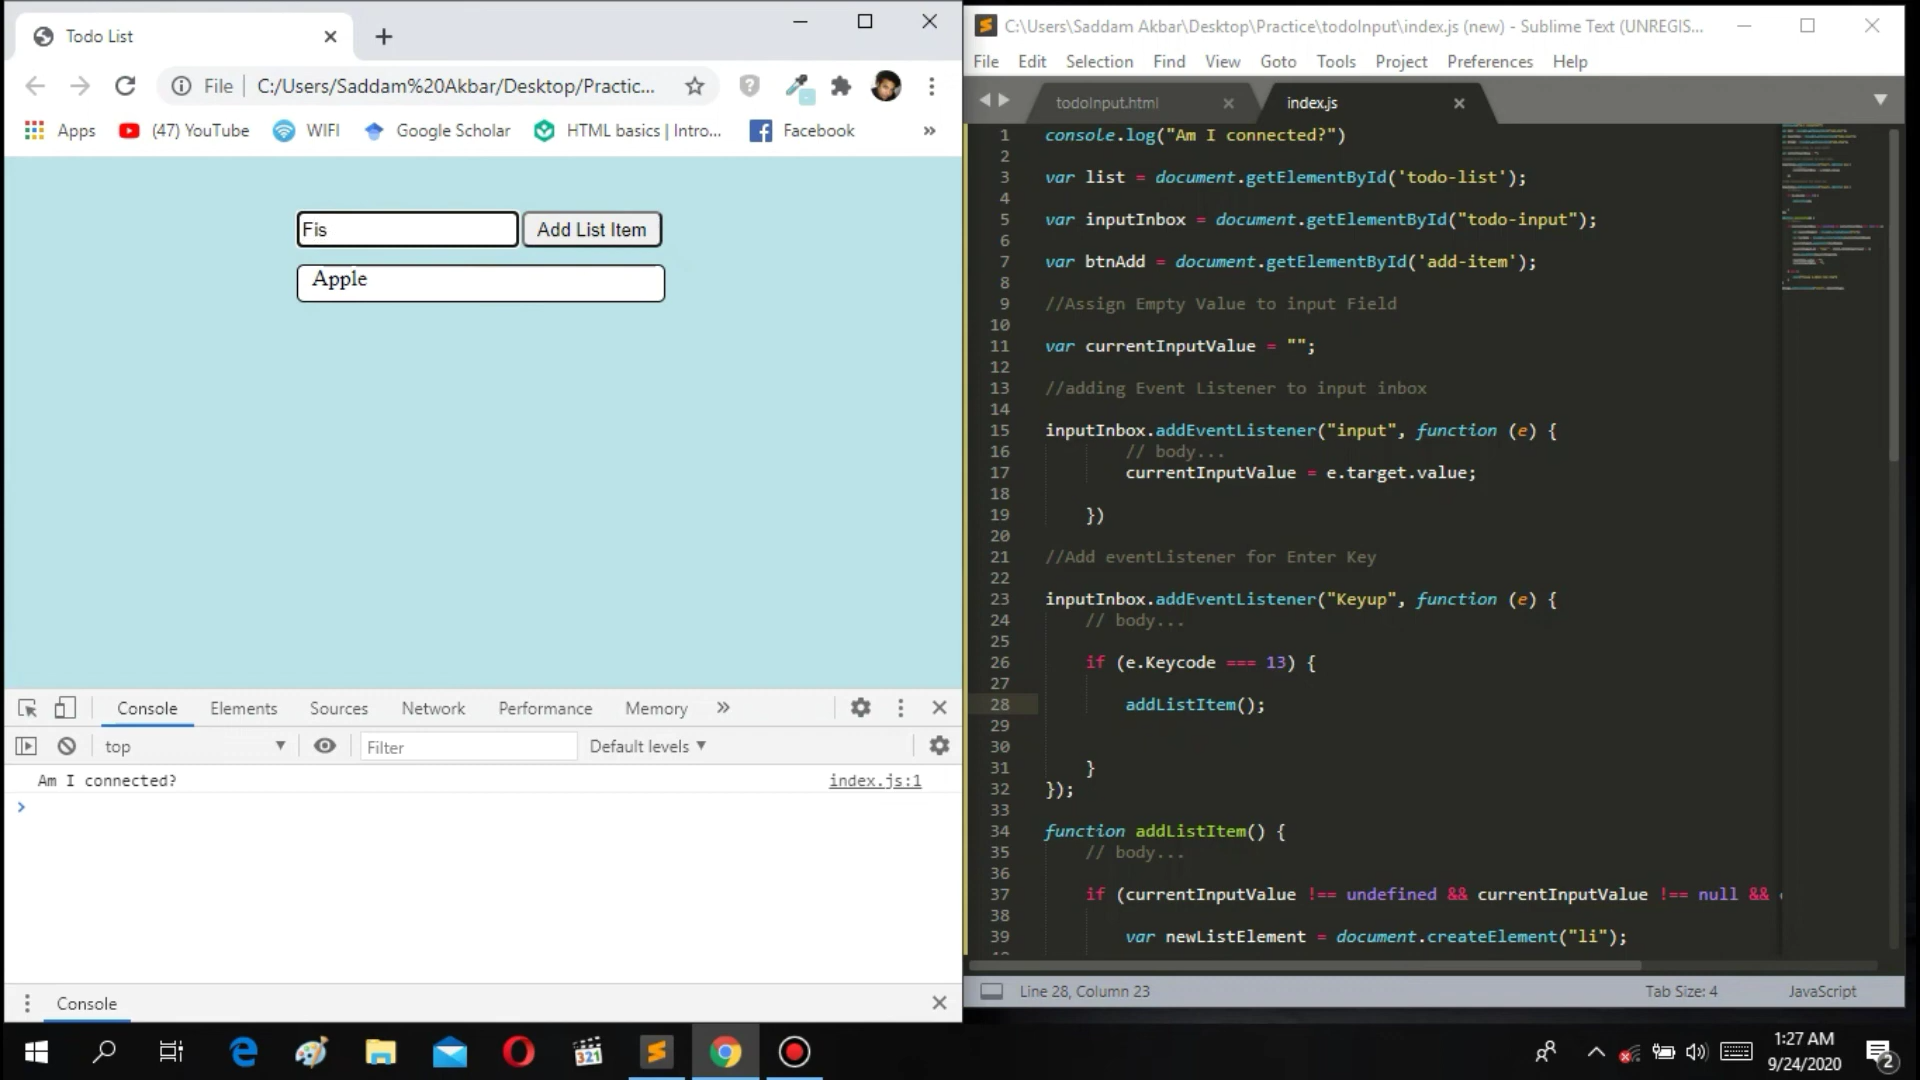 Todo List
File C:/Users/Saddam%20Akbar/Desktop/Practic...
Apps (47) YouTube WIFI Google Scholar HTML basics | Intro... Facebook »
Fis Add List Item
Apple
Console Elements Sources Network Performance Memory »
top Filter Default levels
Am I connected? index.js:1
Console
C:\Users\Saddam Akbar\Desktop\Practice\todoInput\index.js (new) - Sublime Text (UNREGIS...
File Edit Selection Find View Goto Tools Project Preferences Help
todoInput.html index.js
1 console.log("Am I connected?")
2
3 var list = document.getElementById('todo-list');
4
5 var inputInbox = document.getElementById("todo-input");
6
7 var btnAdd = document.getElementById('add-item');
8
9 //Assign Empty Value to input Field
10
11 var currentInputValue = "";
12
13 //adding Event Listener to input inbox
14
15 inputInbox.addEventListener("input", function (e) {
16 // body...
17 currentInputValue = e.target.value;
18
19 })
20
21 //Add eventListener for Enter Key
22
23 inputInbox.addEventListener("Keyup", function (e) {
24 // body...
25
26 if (e.Keycode === 13) {
27
28 addListItem();
29
30
31 }
32 });
33
34 function addListItem() {
35 // body...
36
37 if (currentInputValue !== undefined && currentInputValue !== null &&
38
39 var newListElement = document.createElement("li");
Line 28, Column 23 Tab Size: 4 JavaScript
321
1:27 AM
9/24/2020
2